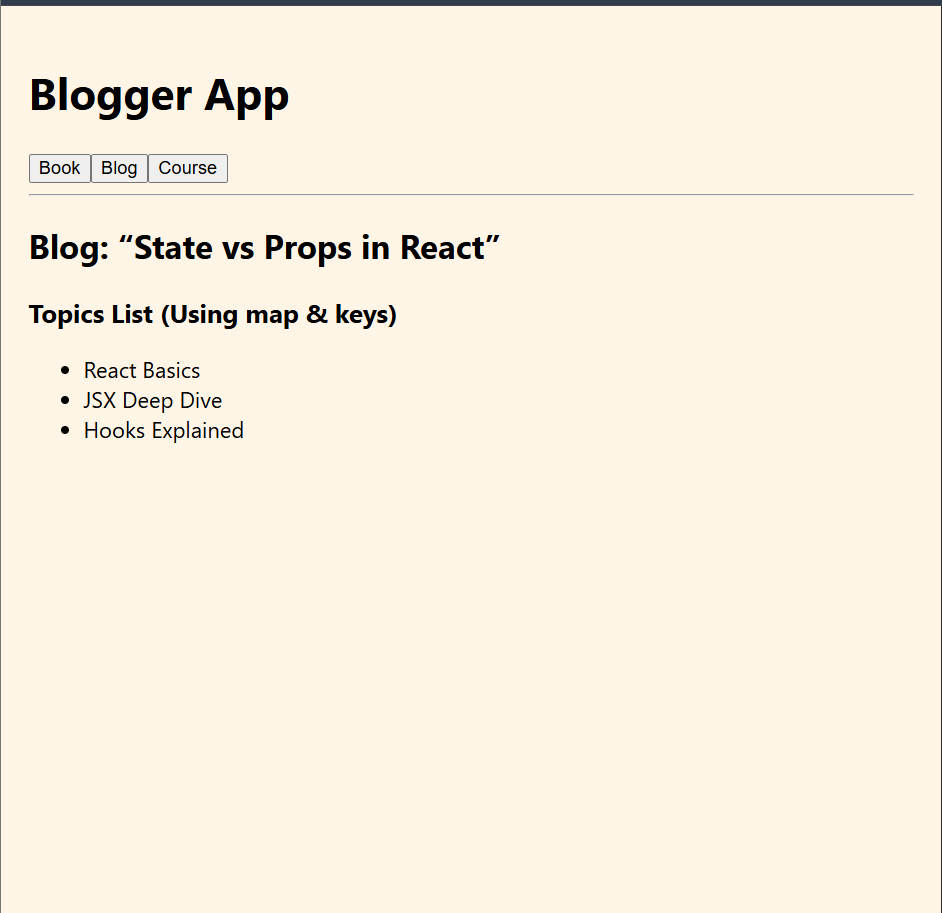 Blogger App
Book Blog Course
Blog: “State vs Props in React”
Topics List (Using map & keys)
React Basics
JSX Deep Dive
Hooks Explained